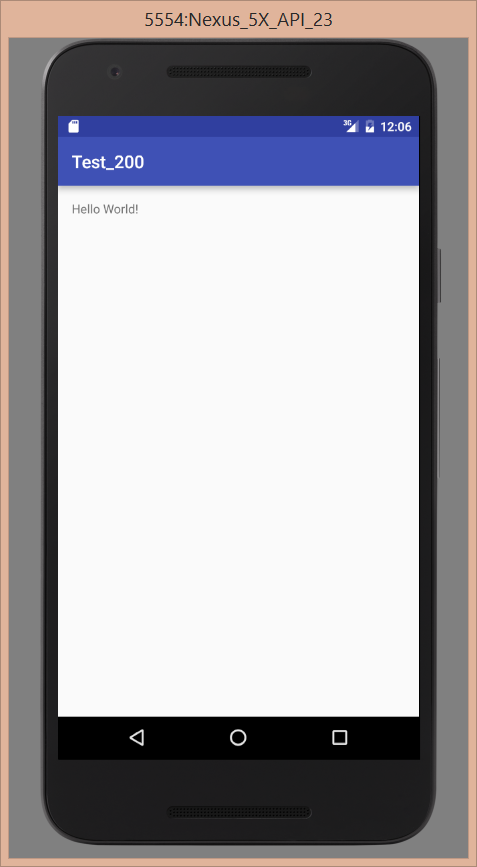 5554:Nexus_5X_API_23
3G 12:06
Test_200
Hello World!